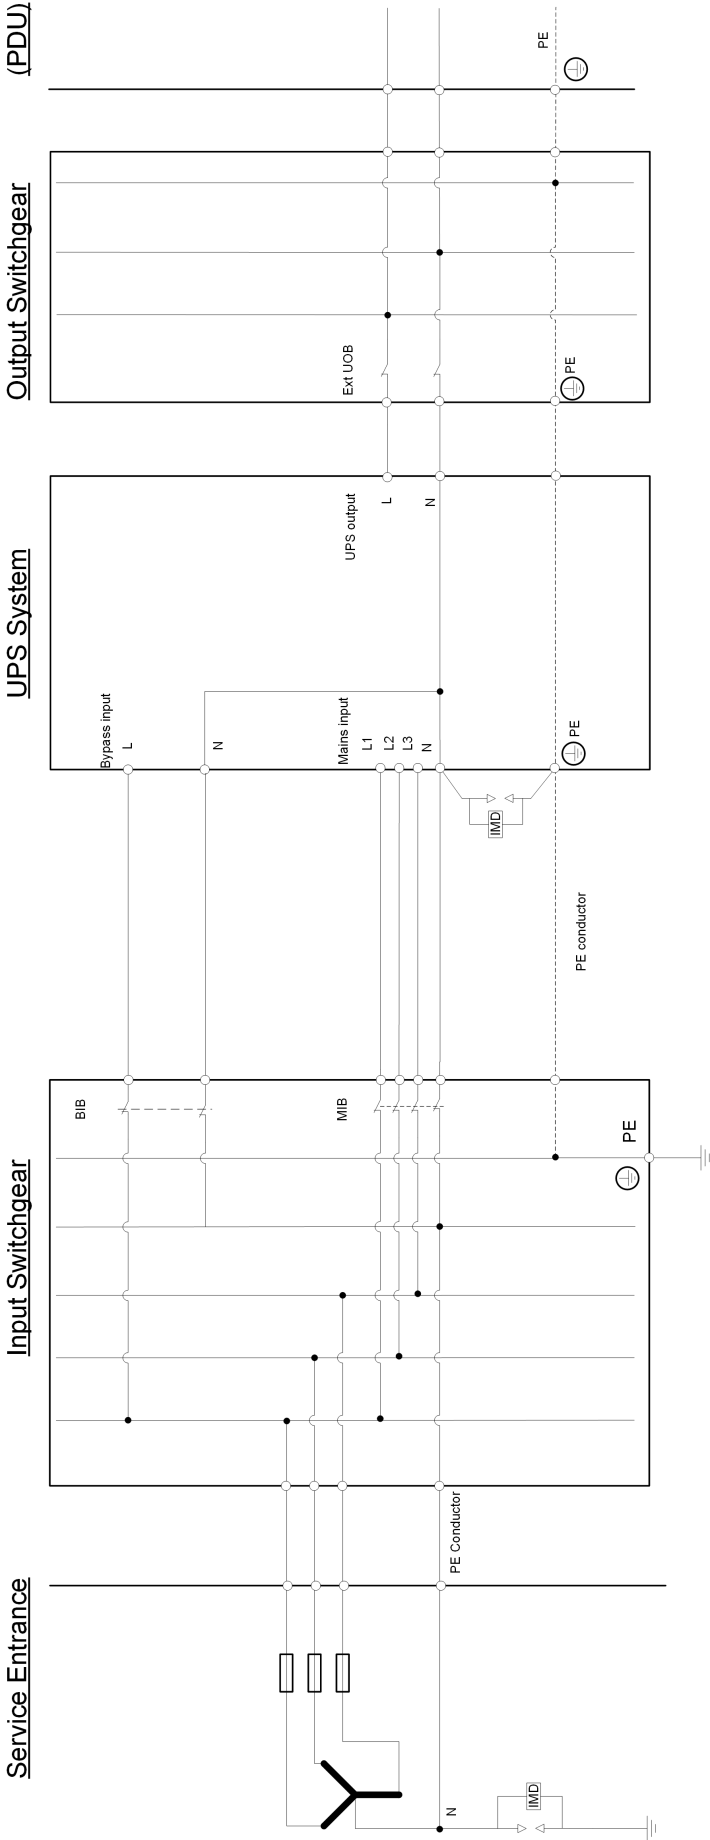 Service Entrance
Input Switchgear
UPS System
Output Switchgear
(PDU)
N
IMD
PE Conductor
BIB
MIB
PE
PE conductor
IMD
Bypass input
L
N
Mains input
L1
L2
L3
N
PE
UPS output
L
N
Ext UOB
PE
PE